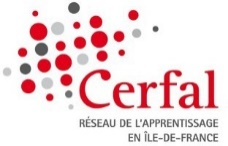 Cerfal
RÉSEAU DE L'APPRENTISSAGE
EN ÎLE-DE-FRANCE